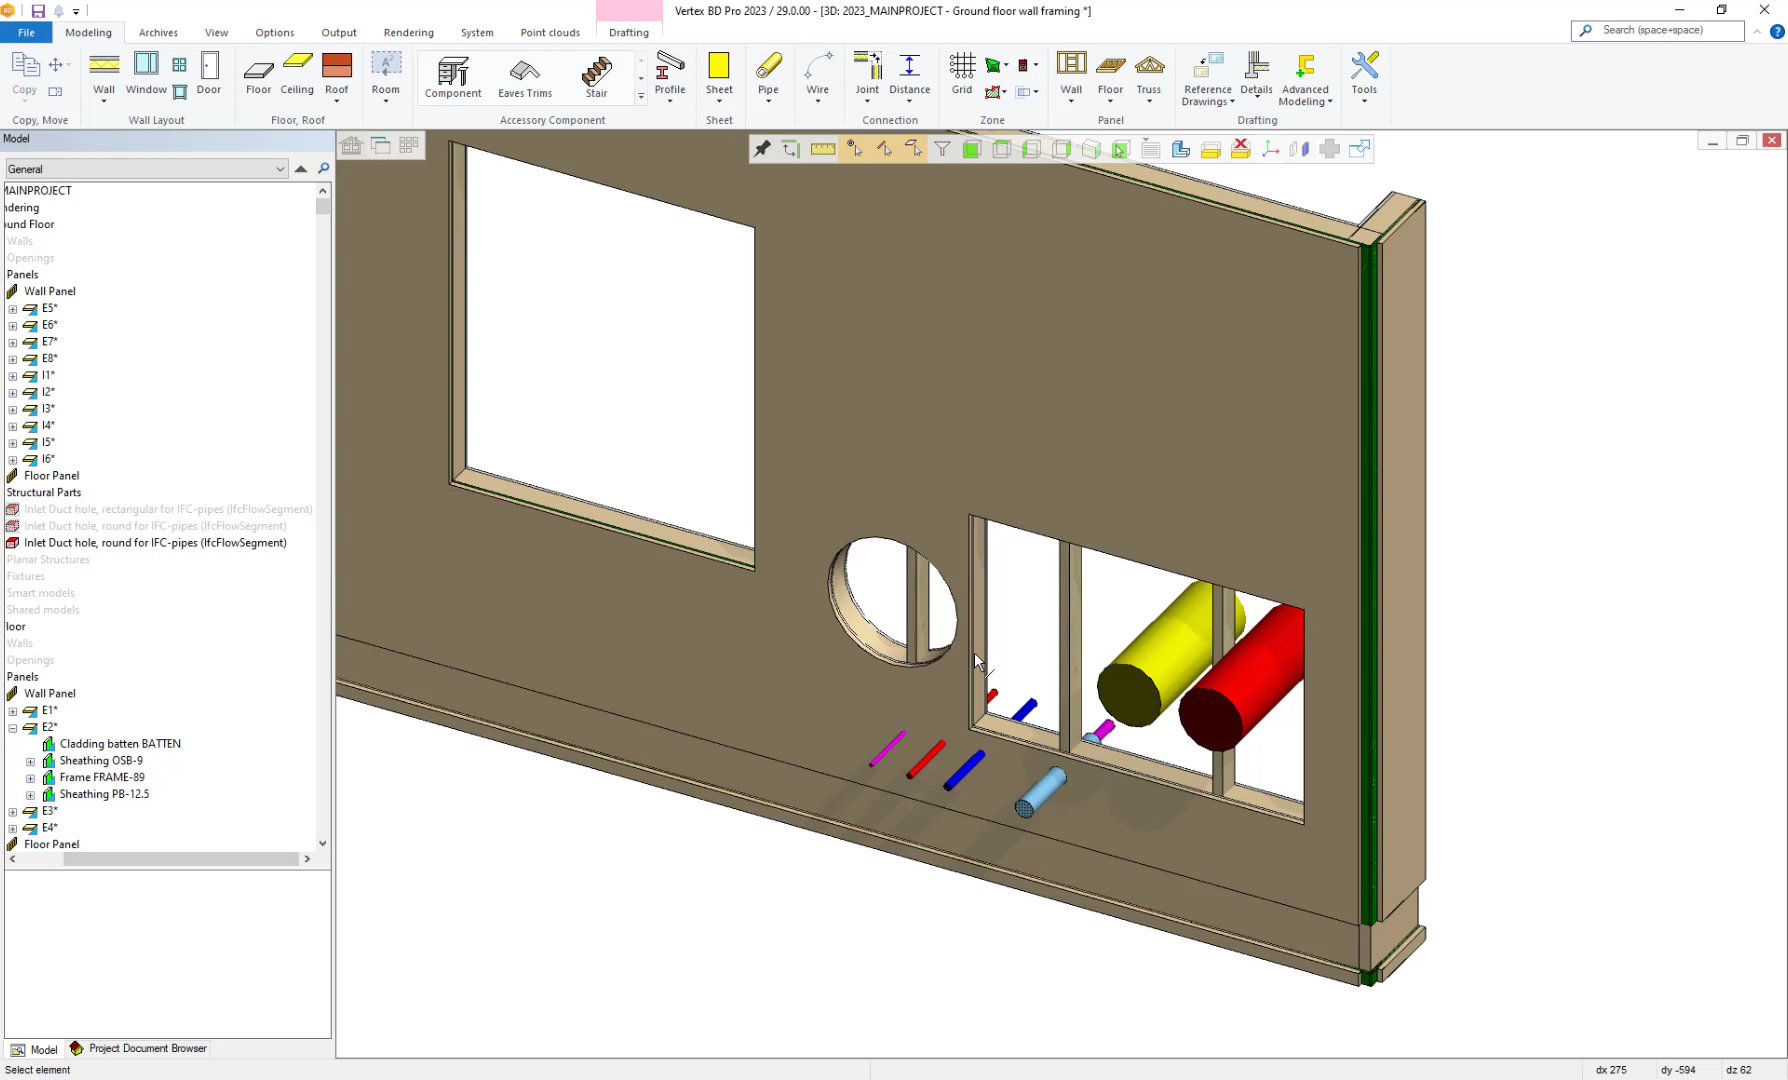 Vertex BD Pro 2023 / 29.0.00 - [3D: 2023_MAINPROJECT - Ground floor wall framing *]
File
Modeling
Archives
View
Options
Output
Rendering
System
Point clouds
Drafting
Search (space+space)
Copy
Wall
Window
Door
Floor
Ceiling
Roof
Room
Component
Eaves Trims
Stair
Profile
Sheet
Pipe
Wire
Joint
Distance
Grid
Wall
Floor
Truss
Reference Drawings
Details
Advanced Modeling
Tools
Copy, Move
Wall Layout
Floor, Roof
Accessory Component
Sheet
Connection
Zone
Panel
Drafting
Model
General
MAINPROJECT
ndering
ound Floor
Walls
Openings
Panels
Wall Panel
E5*
E6*
E7*
E8*
I1*
I2*
I3*
I4*
I5*
I6*
Floor Panel
Structural Parts
Inlet Duct hole, rectangular for IFC-pipes (IfcFlowSegment)
Inlet Duct hole, round for IFC-pipes (IfcFlowSegment)
Inlet Duct hole, round for IFC-pipes (IfcFlowSegment)
Planar Structures
Fixtures
Smart models
Shared models
loor
Walls
Openings
Panels
Wall Panel
E1*
E2*
Cladding batten BATTEN
Sheathing OSB-9
Frame FRAME-89
Sheathing PB-12.5
E3*
E4*
Floor Panel
Model
Project Document Browser
Select element
dx 275
dy -594
dz 62